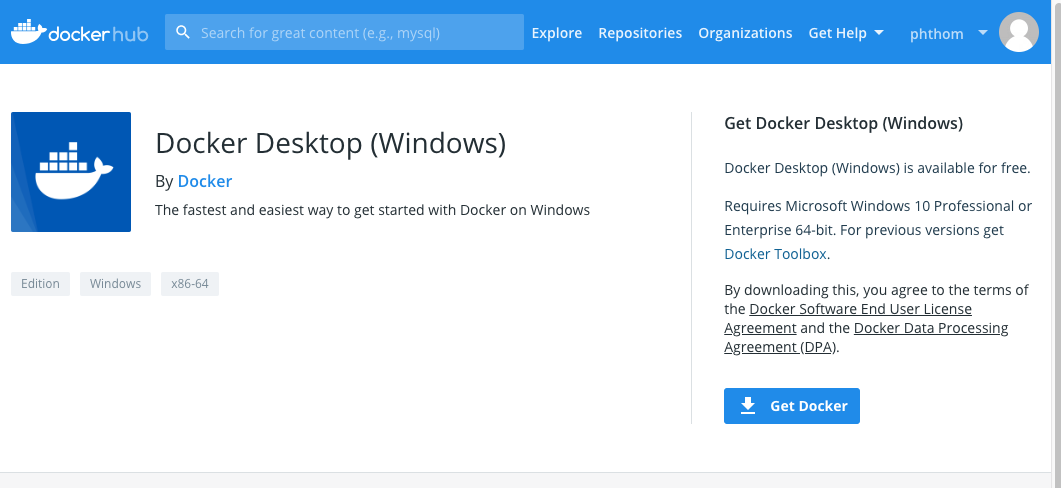 dockerhub
Search for great content (e.g., mysql)
Explore
Repositories
Organizations
Get Help
phthom
Docker Desktop (Windows)
By Docker
The fastest and easiest way to get started with Docker on Windows
Edition
Windows
x86-64
Get Docker Desktop (Windows)
Docker Desktop (Windows) is available for free.
Requires Microsoft Windows 10 Professional or
Enterprise 64-bit. For previous versions get
Docker Toolbox.
By downloading this, you agree to the terms of
the Docker Software End User License
Agreement and the Docker Data Processing
Agreement (DPA).
Get Docker